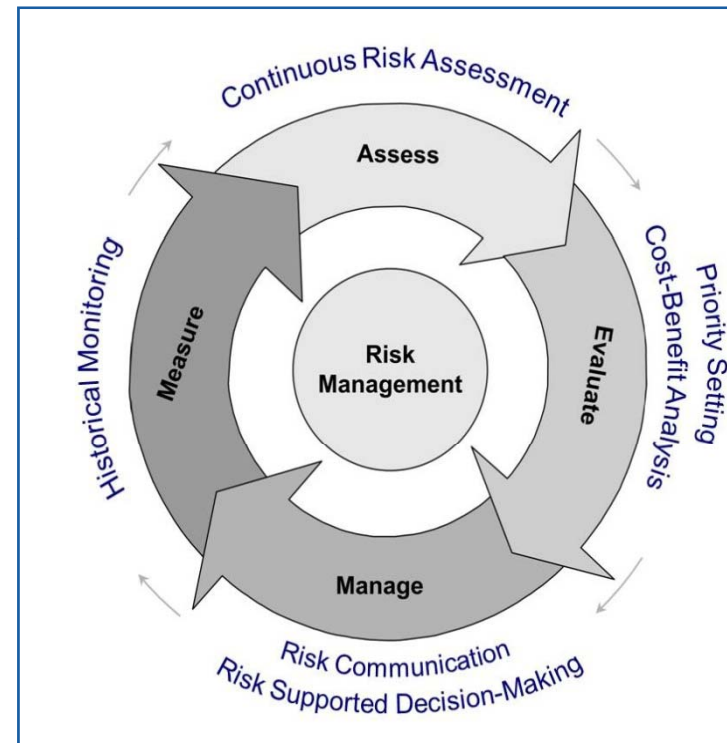 Continuous Risk Assessment
Assess
Priority Setting
Cost-Benefit Analysis
Evaluate
Risk
Management
Measure
Historical Monitoring
Manage
Risk Communication
Risk Supported Decision-Making